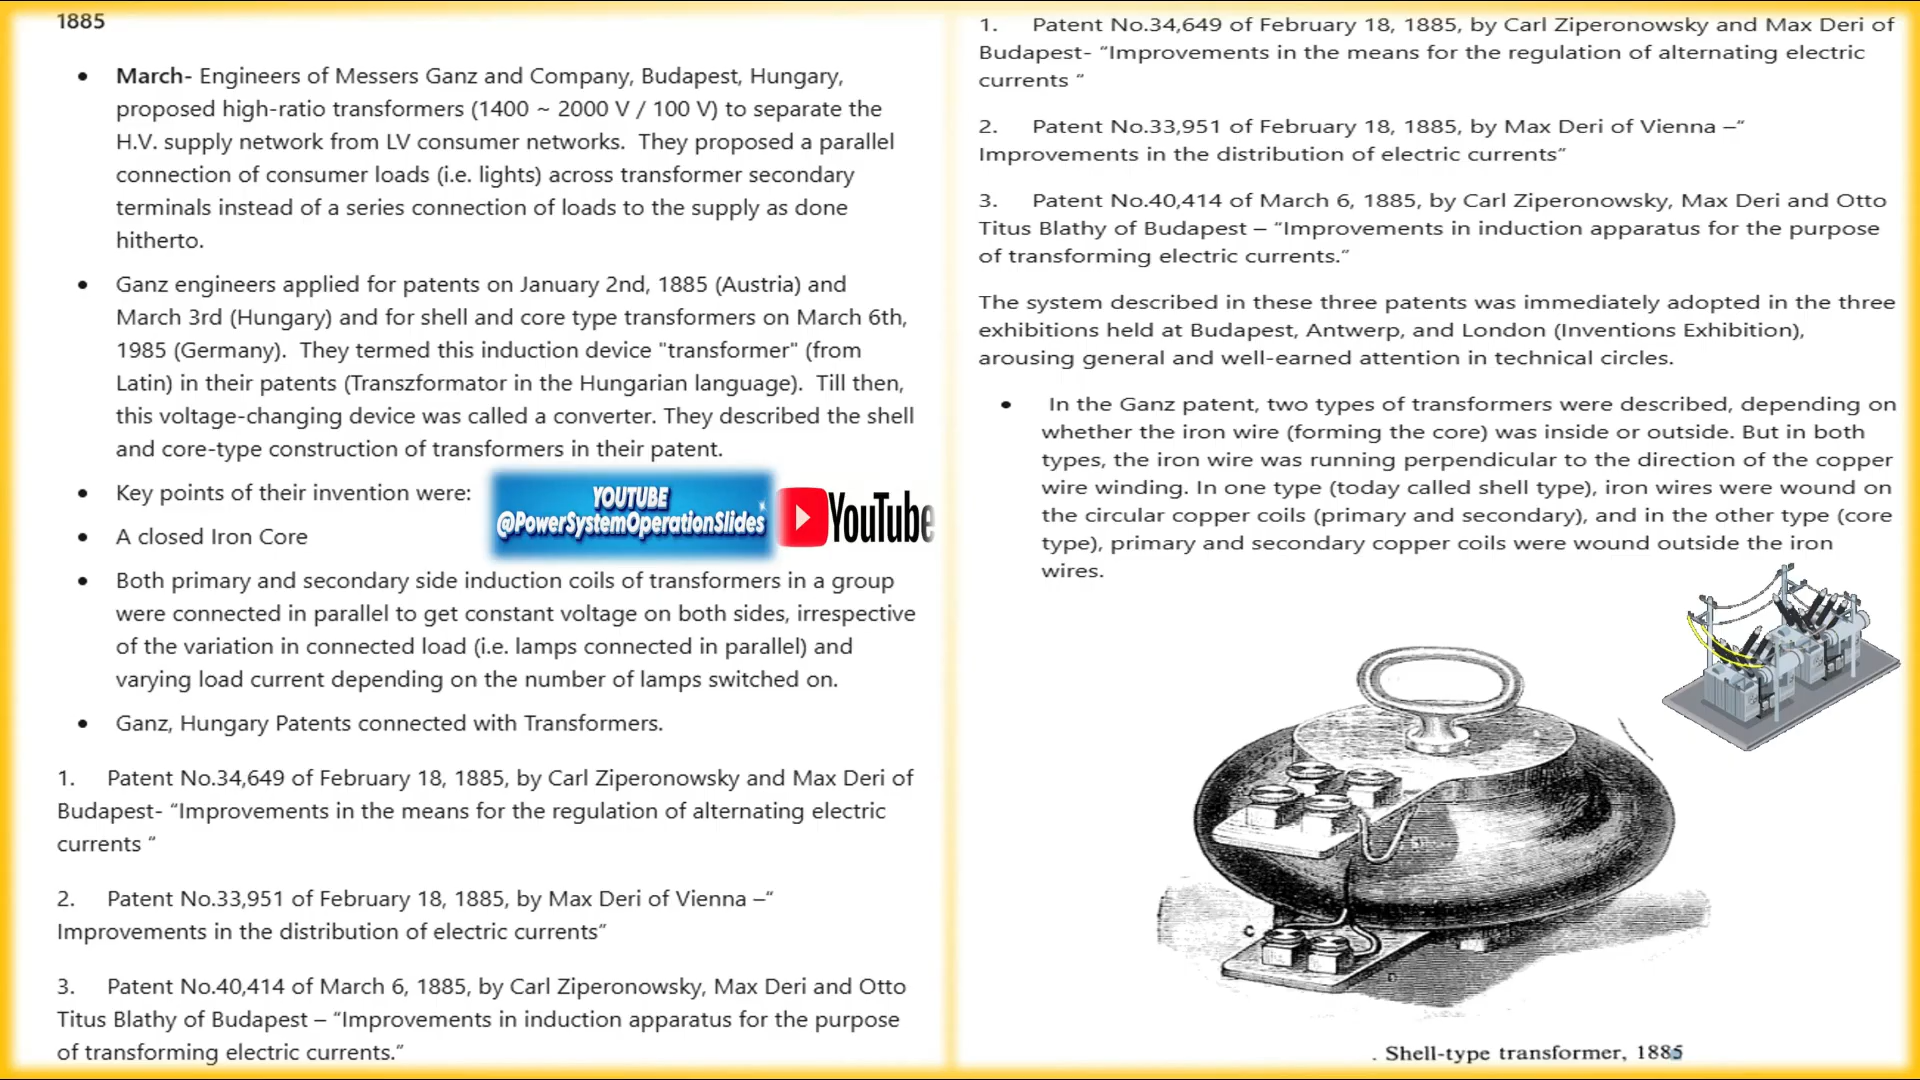 1885
• March- Engineers of Messers Ganz and Company, Budapest, Hungary,
proposed high-ratio transformers (1400 ~ 2000 V / 100 V) to separate the
H.V. supply network from LV consumer networks.  They proposed a parallel
connection of consumer loads (i.e. lights) across transformer secondary
terminals instead of a series connection of loads to the supply as done
hitherto.
• Ganz engineers applied for patents on January 2nd, 1885 (Austria) and
March 3rd (Hungary) and for shell and core type transformers on March 6th,
1985 (Germany).  They termed this induction device "transformer" (from
Latin) in their patents (Transzformator in the Hungarian language).  Till then,
this voltage-changing device was called a converter. They described the shell
and core-type construction of transformers in their patent.
• Key points of their invention were:
YOUTUBE
@PowerSystemOperationSlides
YouTube
• A closed Iron Core
• Both primary and secondary side induction coils of transformers in a group
were connected in parallel to get constant voltage on both sides, irrespective
of the variation in connected load (i.e. lamps connected in parallel) and
varying load current depending on the number of lamps switched on.
• Ganz, Hungary Patents connected with Transformers.
1. Patent No.34,649 of February 18, 1885, by Carl Ziperonowsky and Max Deri of
Budapest- “Improvements in the means for the regulation of alternating electric
currents “
2. Patent No.33,951 of February 18, 1885, by Max Deri of Vienna –“
Improvements in the distribution of electric currents”
3. Patent No.40,414 of March 6, 1885, by Carl Ziperonowsky, Max Deri and Otto
Titus Blathy of Budapest – “Improvements in induction apparatus for the purpose
of transforming electric currents.”
1. Patent No.34,649 of February 18, 1885, by Carl Ziperonowsky and Max Deri of
Budapest- “Improvements in the means for the regulation of alternating electric
currents “
2. Patent No.33,951 of February 18, 1885, by Max Deri of Vienna –“
Improvements in the distribution of electric currents”
3. Patent No.40,414 of March 6, 1885, by Carl Ziperonowsky, Max Deri and Otto
Titus Blathy of Budapest – “Improvements in induction apparatus for the purpose
of transforming electric currents.”
The system described in these three patents was immediately adopted in the three
exhibitions held at Budapest, Antwerp, and London (Inventions Exhibition),
arousing general and well-earned attention in technical circles.
• In the Ganz patent, two types of transformers were described, depending on
whether the iron wire (forming the core) was inside or outside. But in both
types, the iron wire was running perpendicular to the direction of the copper
wire winding. In one type (today called shell type), iron wires were wound on
the circular copper coils (primary and secondary), and in the other type (core
type), primary and secondary copper coils were wound outside the iron
wires.
C
. Shell-type transformer, 1885